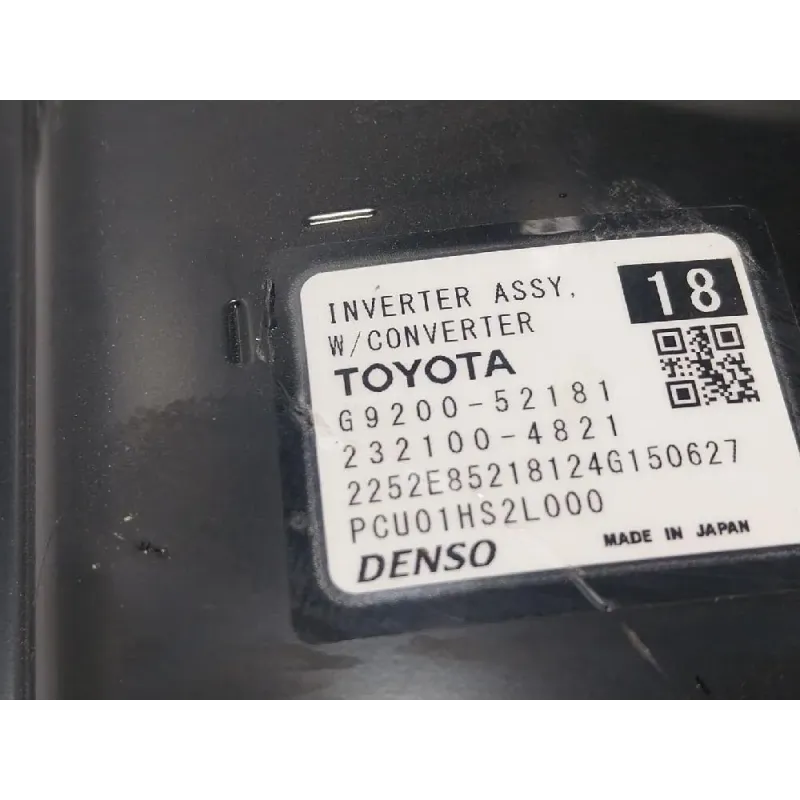 INVERTER ASSY,
W/CONVERTER
18
TOYOTA
G9200-52181
232100-4821
2252E85218124G150627
PCU01HS2L000
DENSO
MADE IN JAPAN